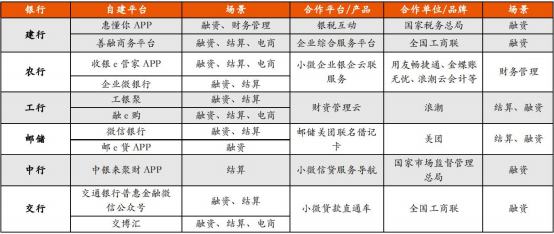 银行 自建平台 场景 合作平台/产品 合作单位/品牌 场景
建行 惠懂你 APP 融资、财务管理 银税互动 国家税务总局 融资
善融商务平台 融资、结算、电商 企业综合服务平台 全国工商联 融资
农行 收银 e 管家 APP 融资、结算、电商 小微企业银企云联服务 用友畅捷通、金蝶账无忧、浪潮云会计等 财务管理
企业微银行 融资、结算
工行 工银聚 融资、结算 财资管理云 浪潮 结算、融资
融 e 购 融资、结算、电商
邮储 微信银行 融资、结算 邮储美团联名借记卡 美团 结算、融资
邮 e 贷 APP 融资
中行 中银来聚财 APP 结算 小微信贷服务导航 国家市场监督管理总局 融资
交行 交通银行普惠金融微信公众号 融资、结算 小微贷款直通车 全国工商联 融资
交博汇 融资、结算、电商